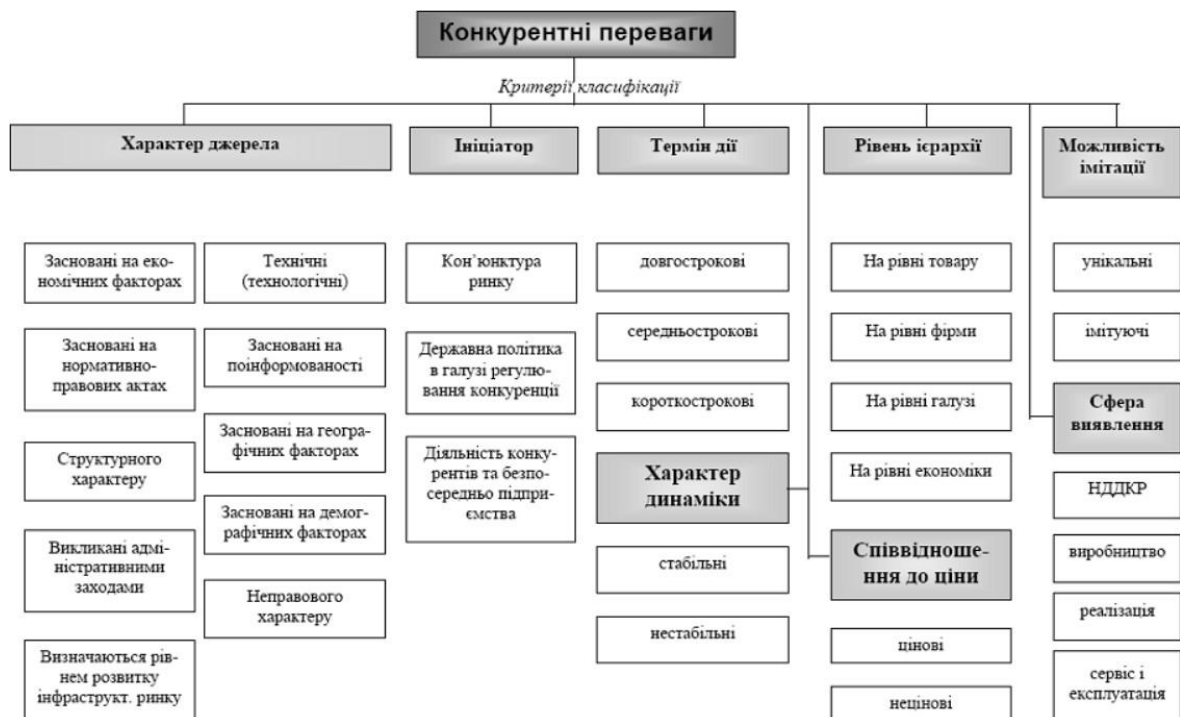 Конкурентні переваги
Критерії класифікації
Характер джерела
Засновані на еко-
номічних факторах
Засновані на
нормативно-
правових актах
Структурного
характеру
Викликані адмі-
ністративними
заходами
Визначаються рів-
нем розвитку
інфраструкт. ринку
Технічні
(технологічні)
Засновані на
поінформованості
Засновані на геогра-
фічних факторах
Засновані на демог-
рафічних факторах
Неправового
характеру
Ініціатор
Кон’юнктура
ринку
Державна політика
в галузі регулю-
вання конкуренції
Діяльність конку-
рентів та безпо-
середньо підпри-
ємства
Термін дії
довгострокові
середньострокові
короткострокові
Характер
динаміки
стабільні
нестабільні
Рівень ієрархії
На рівні товару
На рівні фірми
На рівні галузі
На рівні економіки
Співвідноше-
ення до ціни
цінові
нецінові
Можливість
імітації
унікальні
імітуючі
Сфера
виявлення
НДДКР
виробництво
реалізація
сервіс і
експлуатація